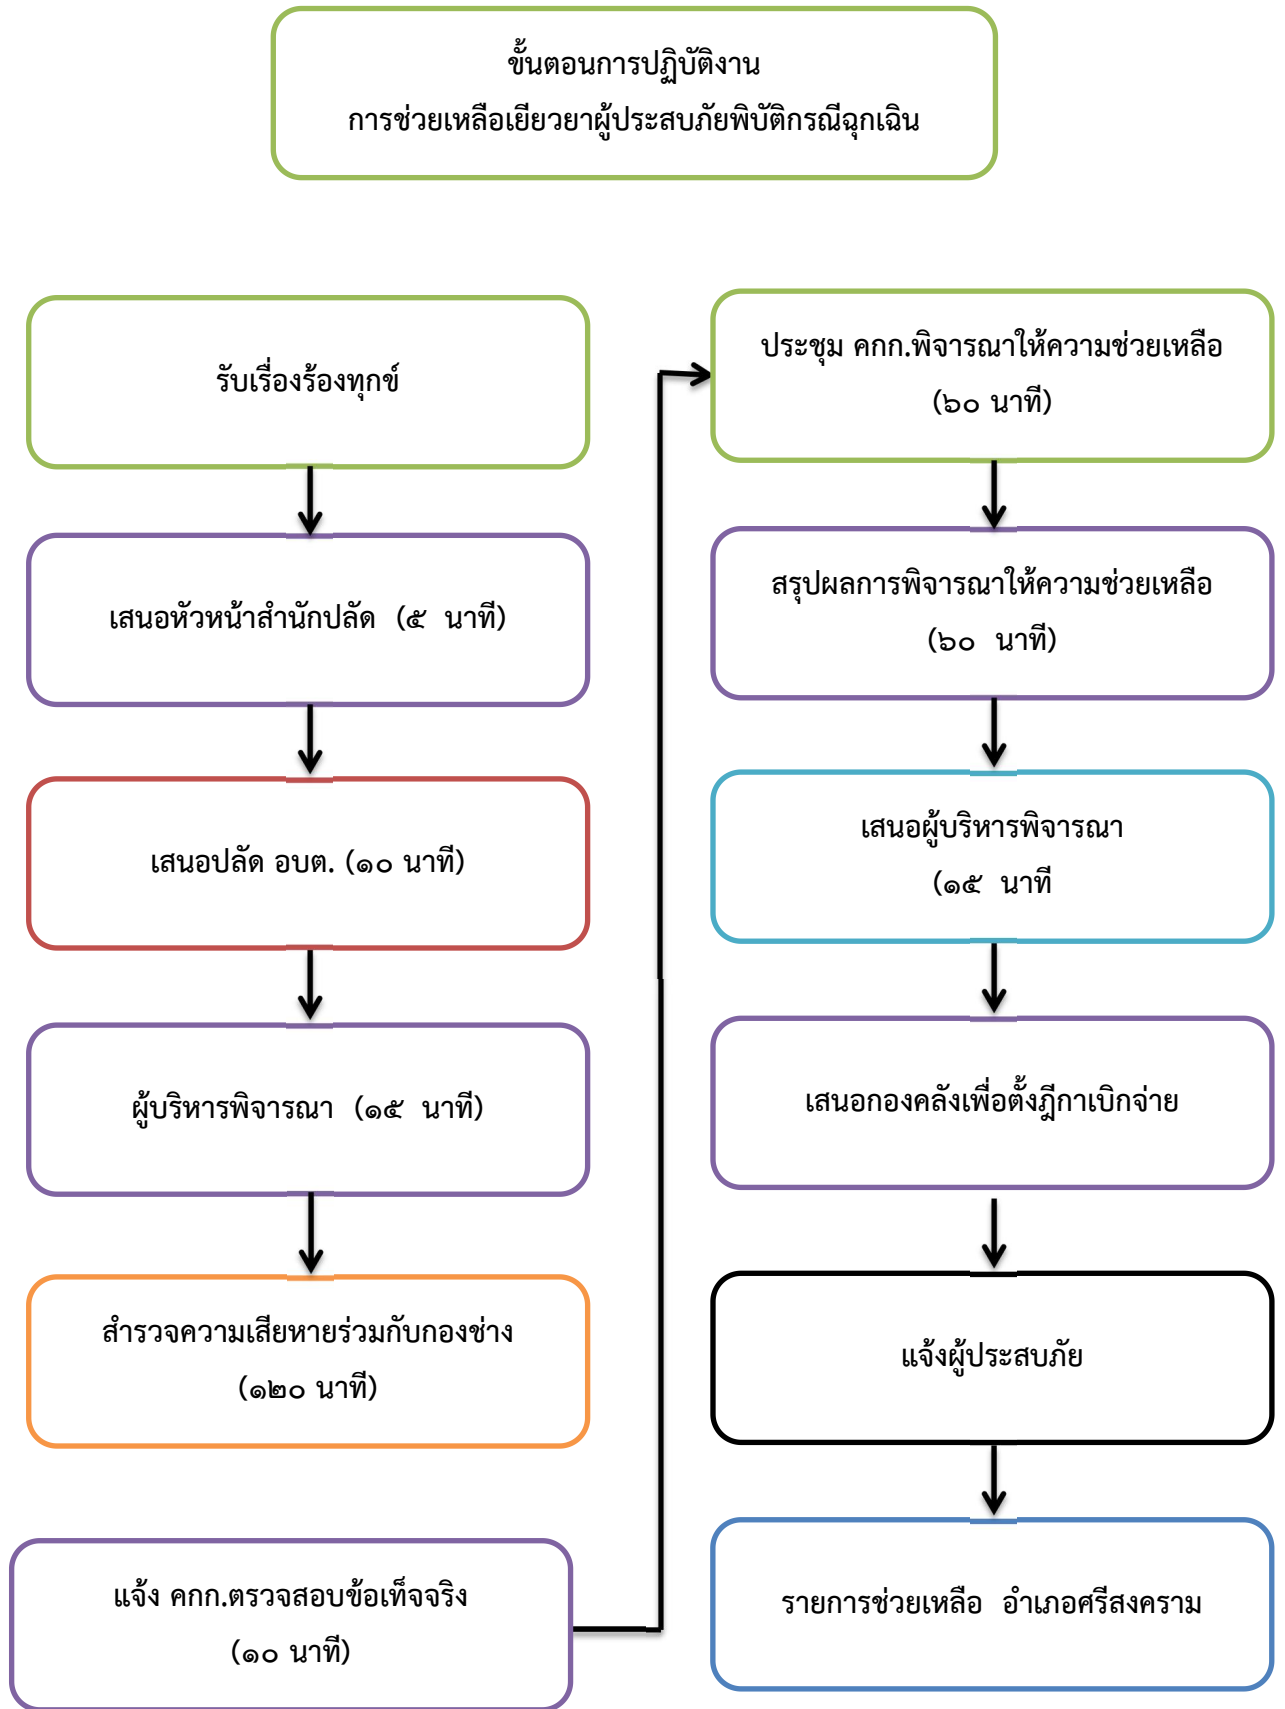 ขั้นตอนการปฏิบัติงาน
การช่วยเหลือเยียวยาผู้ประสบภัยพิบัติกรณีฉุกเฉิน
รับเรื่องร้องทุกข์
เสนอหัวหน้าสำนักปลัด (๕ นาที)
เสนอปลัด อบต. (๑๐ นาที)
ผู้บริหารพิจารณา (๑๕ นาที)
สำรวจความเสียหายร่วมกับกองช่าง
(๑๒๐ นาที)
แจ้ง คกก.ตรวจสอบข้อเท็จจริง
(๑๐ นาที)
ประชุม คกก.พิจารณาให้ความช่วยเหลือ
(๖๐ นาที)
สรุปผลการพิจารณาให้ความช่วยเหลือ
(๖๐ นาที)
เสนอผู้บริหารพิจารณา
(๑๕ นาที
เสนอกองคลังเพื่อตั้งฎีกาเบิกจ่าย
แจ้งผู้ประสบภัย
รายการช่วยเหลือ อำเภอศรีสงคราม